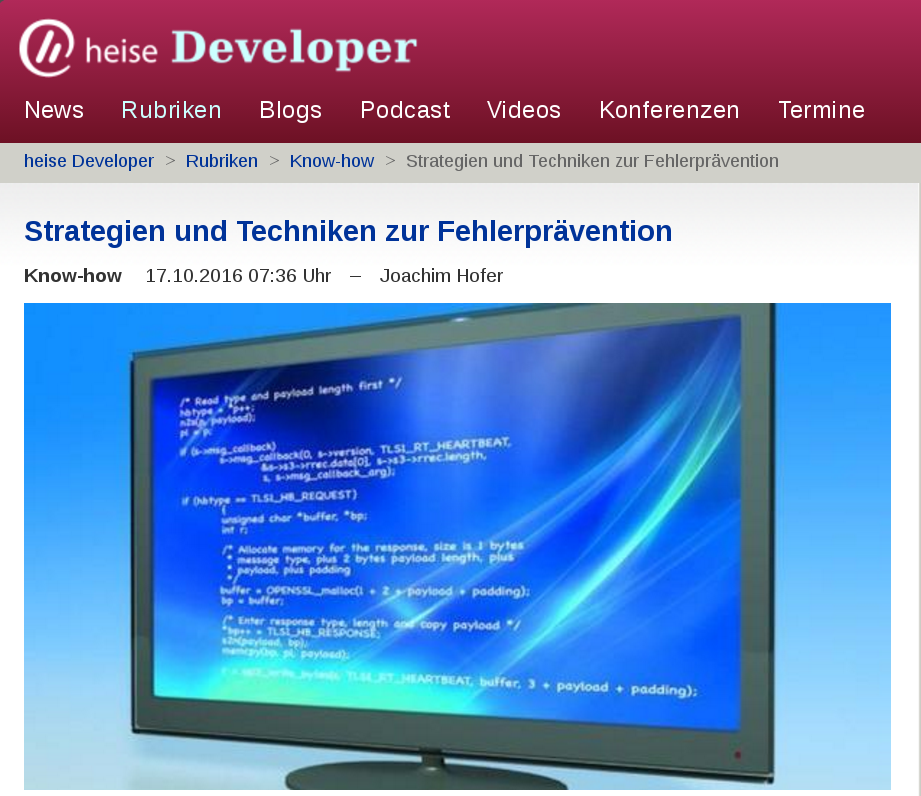 heise Developer
News Rubriken Blogs Podcast Videos Konferenzen Termine
heise Developer > Rubriken > Know-how > Strategien und Techniken zur Fehlerprävention
Strategien und Techniken zur Fehlerprävention
Know-how 17.10.2016 07:36 Uhr – Joachim Hofer
/* Read type and payload length first */
hbtype = *p++;
n2s(p, payload);
pl = p;
if (s->msg_callback)
s->msg_callback(0, s->version, TLS1_RT_HEARTBEAT,
&s->s3->rrec.data[0], s->s3->rrec.length,
s, s->msg_callback_arg);
if (hbtype == TLS1_HB_REQUEST)
{
unsigned char *buffer, *bp;
int r;
/* Allocate memory for the response, size is 1 bytes
* message type, plus 2 bytes payload length, plus
* payload, plus padding
*/
buffer = OPENSSL_malloc(1 + 2 + payload + padding);
bp = buffer;
/* Enter response type, length and copy payload */
*bp++ = TLS1_HB_RESPONSE;
s2n(payload, bp);
memcpy(bp, pl, payload);
TLS1_RT_HEARTBEAT, buffer, 3 + payload + padding);